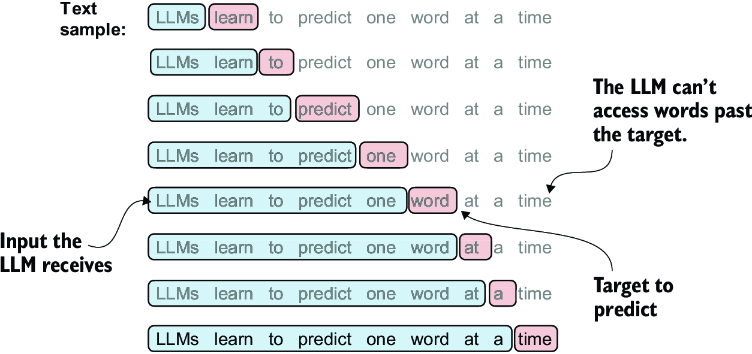 Text
sample:
LLMs learn to predict one word at a time
LLMs learn to predict one word at a time
LLMs learn to predict one word at a time
LLMs learn to predict one word at a time
LLMs learn to predict one word at a time
LLMs learn to predict one word at a time
LLMs learn to predict one word at a time
LLMs learn to predict one word at a time
The LLM can’t
access words past
the target.
Input the
LLM receives
Target to
predict